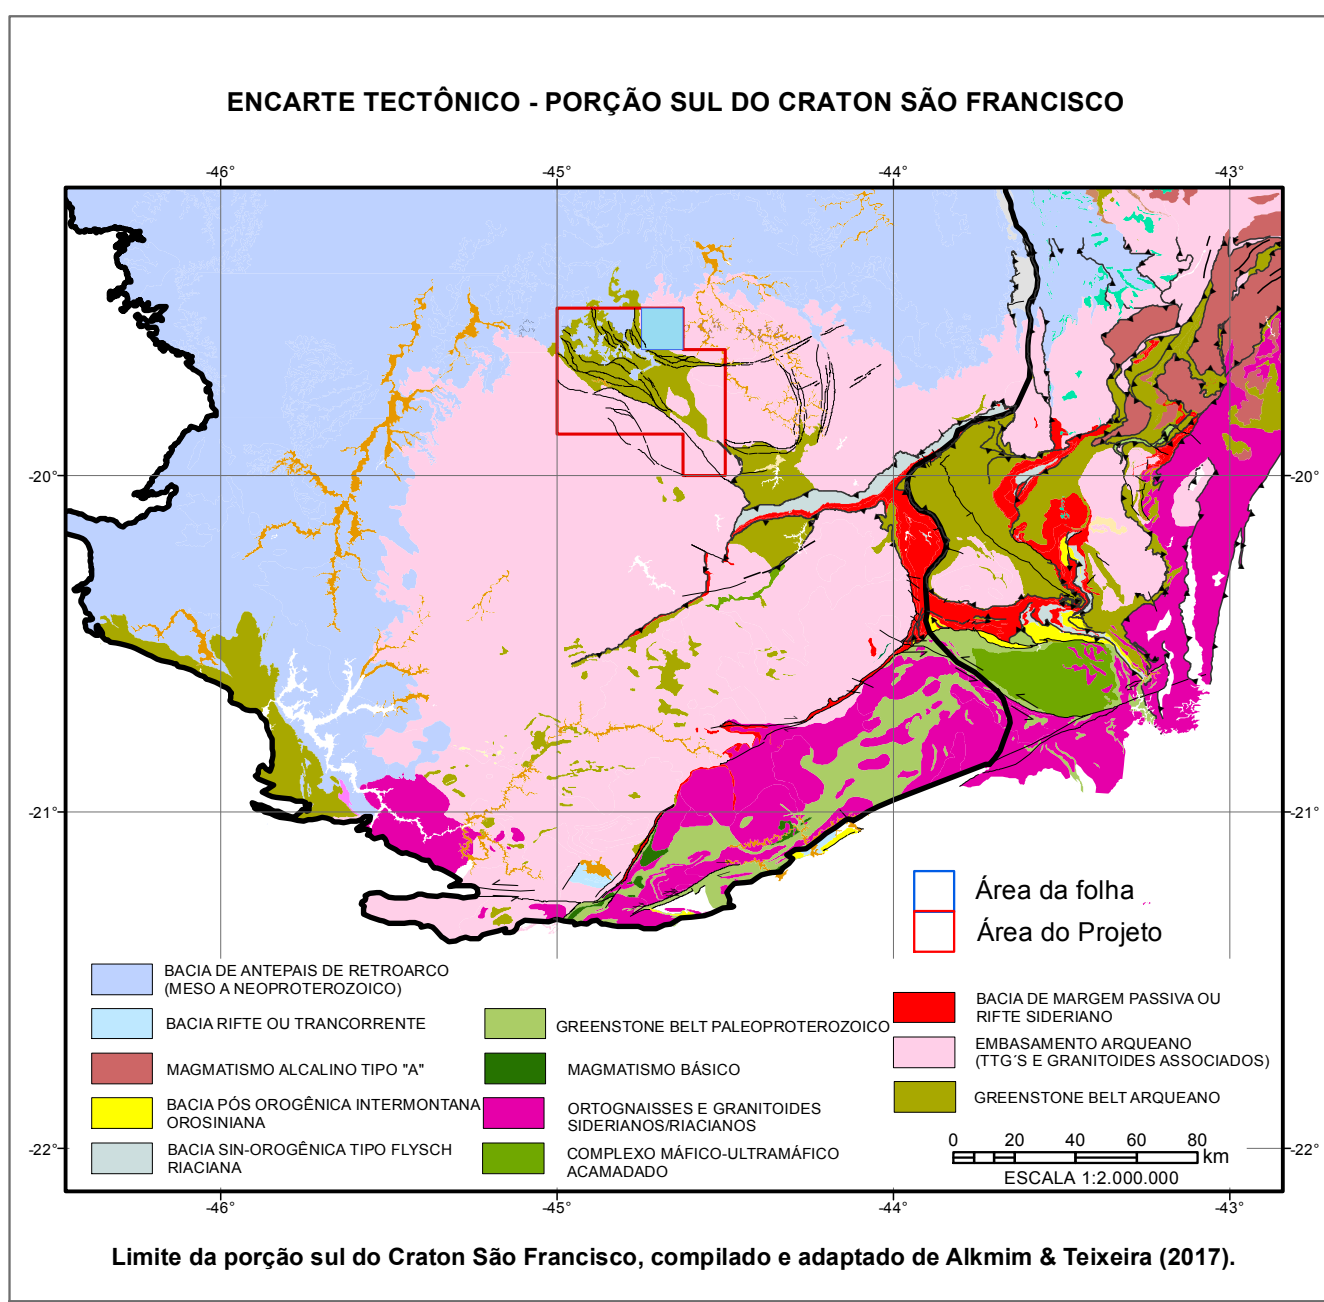 ENCARTE TECTÔNICO - PORÇÃO SUL DO CRATON SÃO FRANCISCO
-46°
-45°
-44°
-43°
-20°
-20°
-21°
-21°
Área da folha
Área do Projeto
BACIA DE ANTEPAIS DE RETROARCO
(MESO A NEOPROTEROZOICO)
BACIA RIFTE OU TRANCORRENTE
MAGMATISMO ALCALINO TIPO "A"
BACIA PÓS OROGÊNICA INTERMONTANA
OROSINIANA
BACIA SIN-OROGÊNICA TIPO FLYSCH
RIACIANA
GREENSTONE BELT PALEOPROTEROZOICO
MAGMATISMO BÁSICO
ORTOGNAISSES E GRANITOIDES
SIDERIANOS/RIACIANOS
COMPLEXO MÁFICO-ULTRAMÁFICO
ACAMADADO
BACIA DE MARGEM PASSIVA OU
RIFTE SIDERIANO
EMBASAMENTO ARQUEANO
(TTG´S E GRANITOIDES ASSOCIADOS)
GREENSTONE BELT ARQUEANO
0 20 40 60 80
km
ESCALA 1:2.000.000
-22°
-22°
-46°
-45°
-44°
-43°
Limite da porção sul do Craton São Francisco, compilado e adaptado de Alkmim & Teixeira (2017).